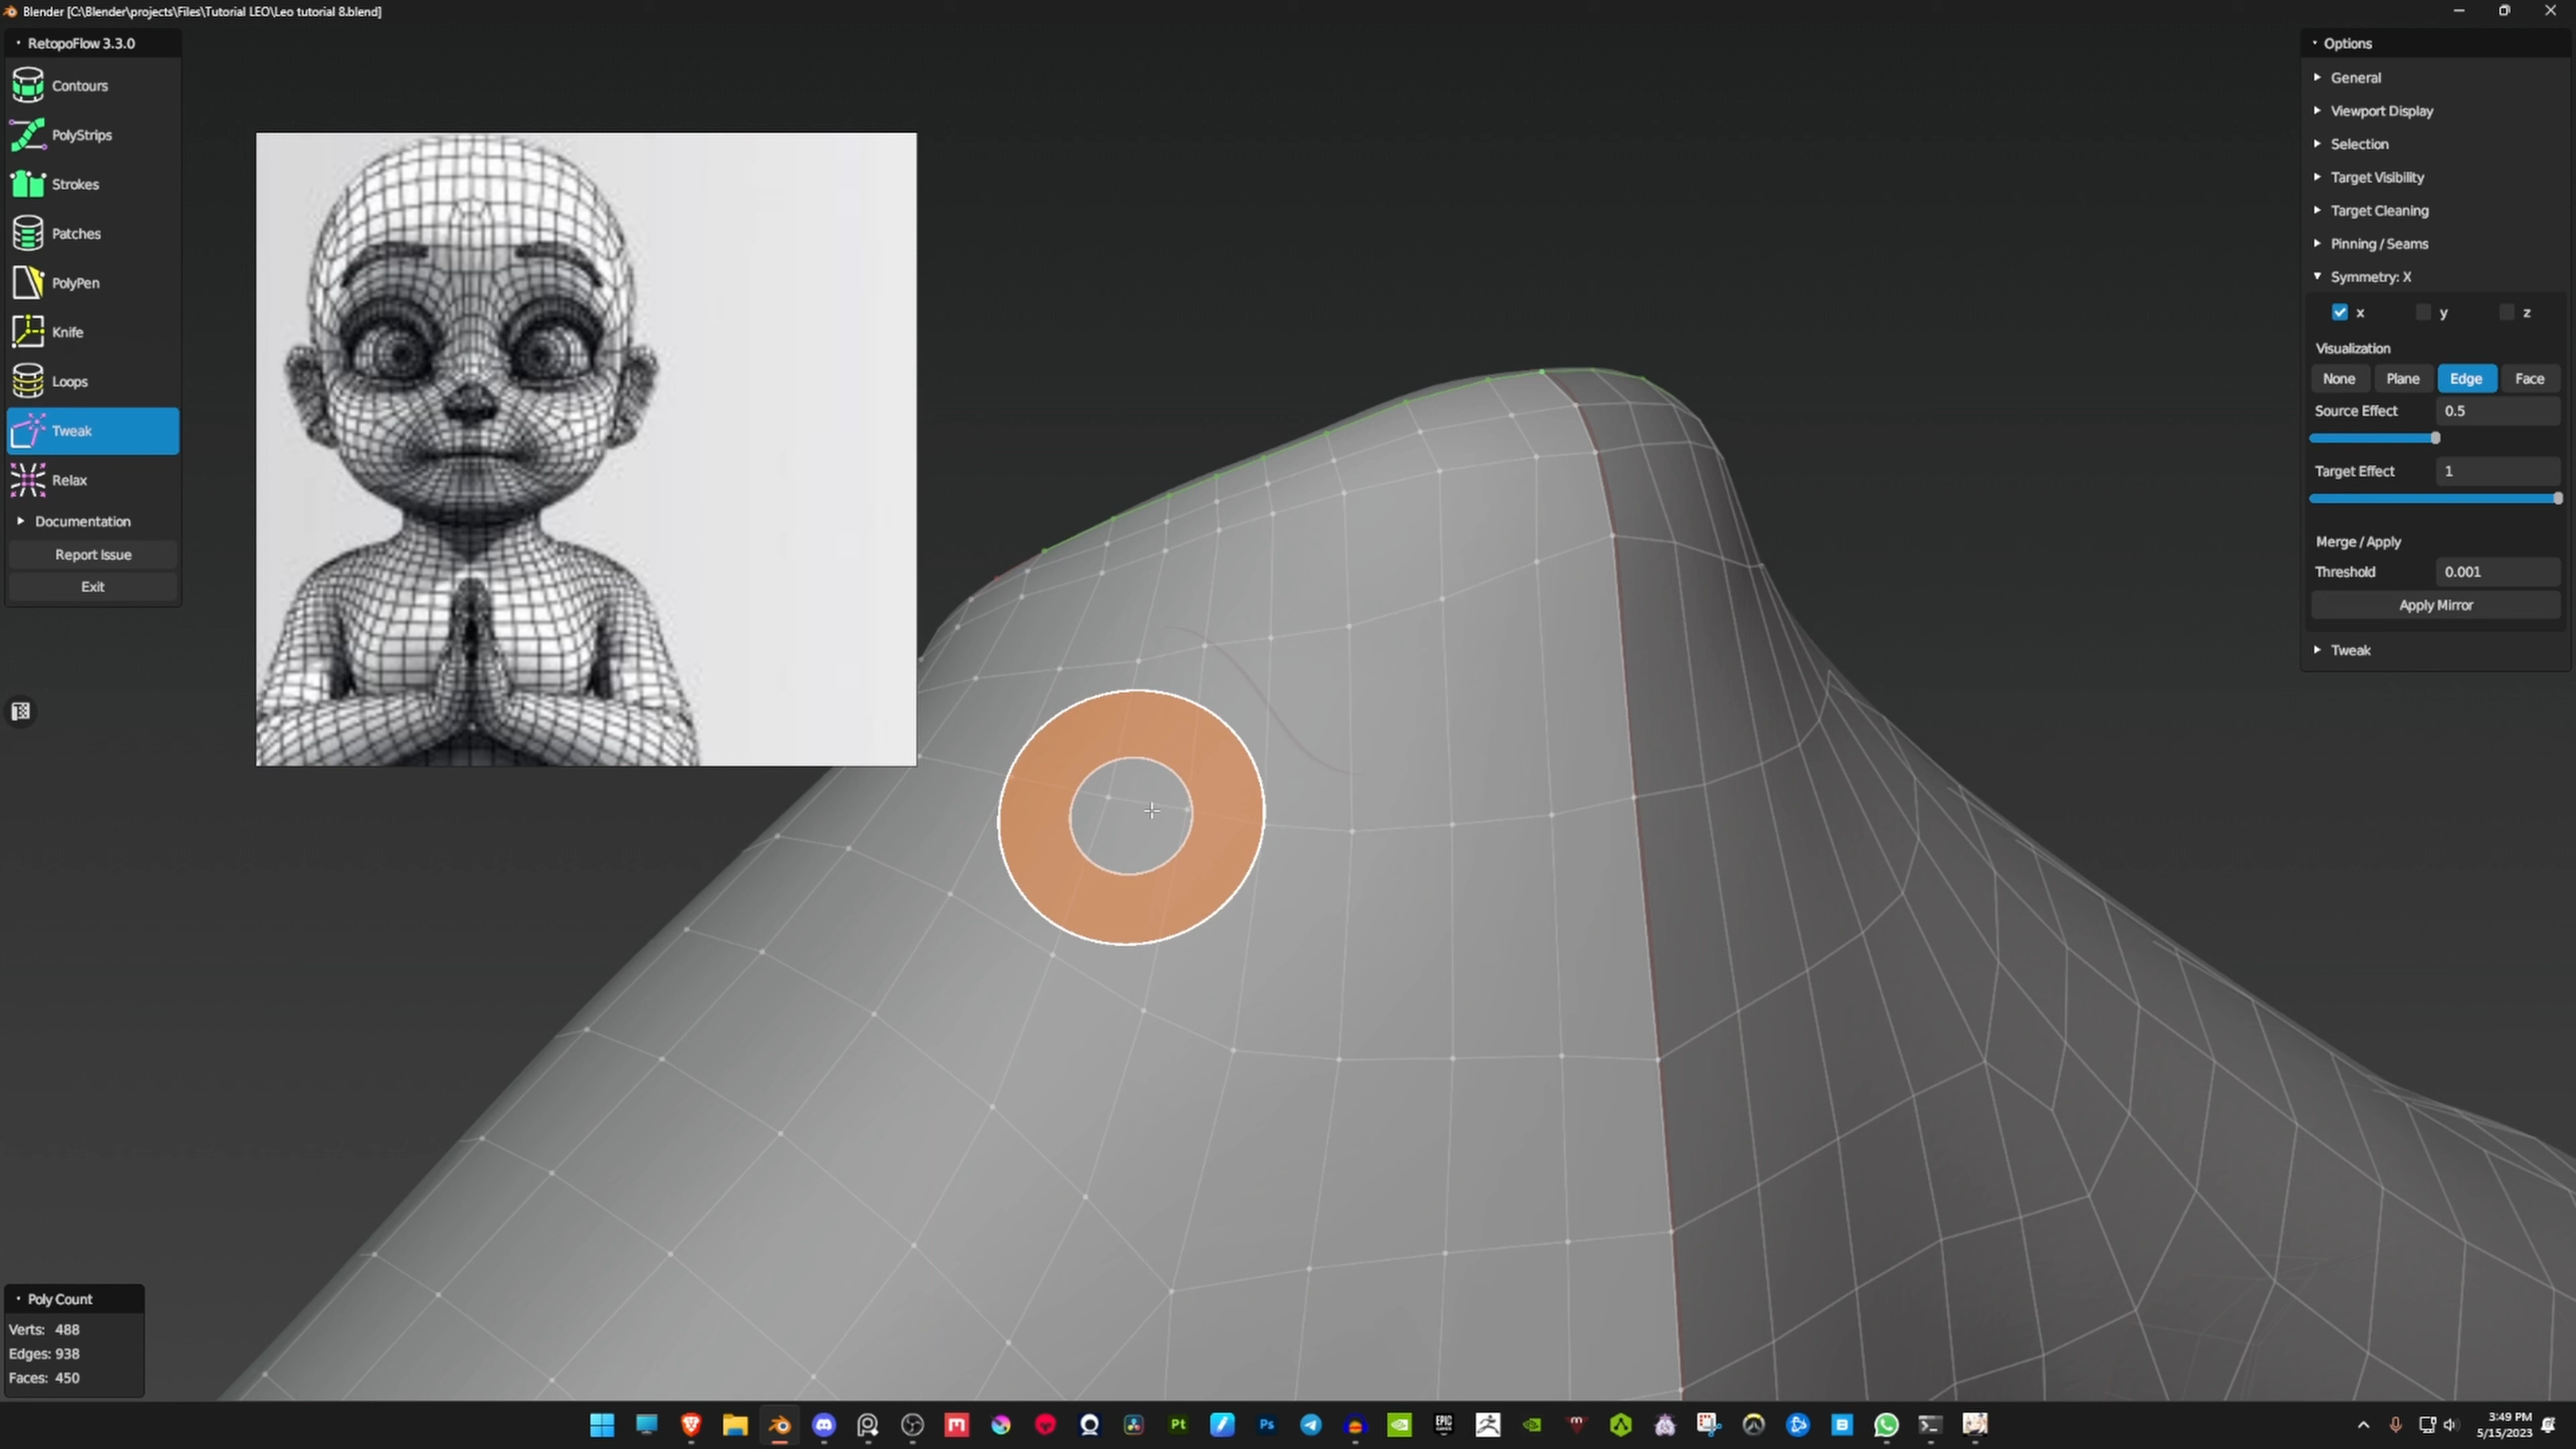 Blender [C:\Blender\projects\Files\Tutorial LEO\Leo tutorial 8.blend]
RetopoFlow 3.3.0
Contours
PolyStrips
Strokes
Patches
PolyPen
Knife
Loops
Tweak
Relax
Documentation
Report Issue
Exit
Options
General
Viewport Display
Selection
Target Visibility
Target Cleaning
Pinning / Seams
Symmetry: X
x y z
Visualization
None Plane Edge Face
Source Effect 0.5
Target Effect 1
Merge / Apply
Threshold 0.001
Apply Mirror
Tweak
Poly Count
Verts: 488
Edges: 938
Faces: 450
Pt
Ps
EPIC
3:49 PM
5/15/2023